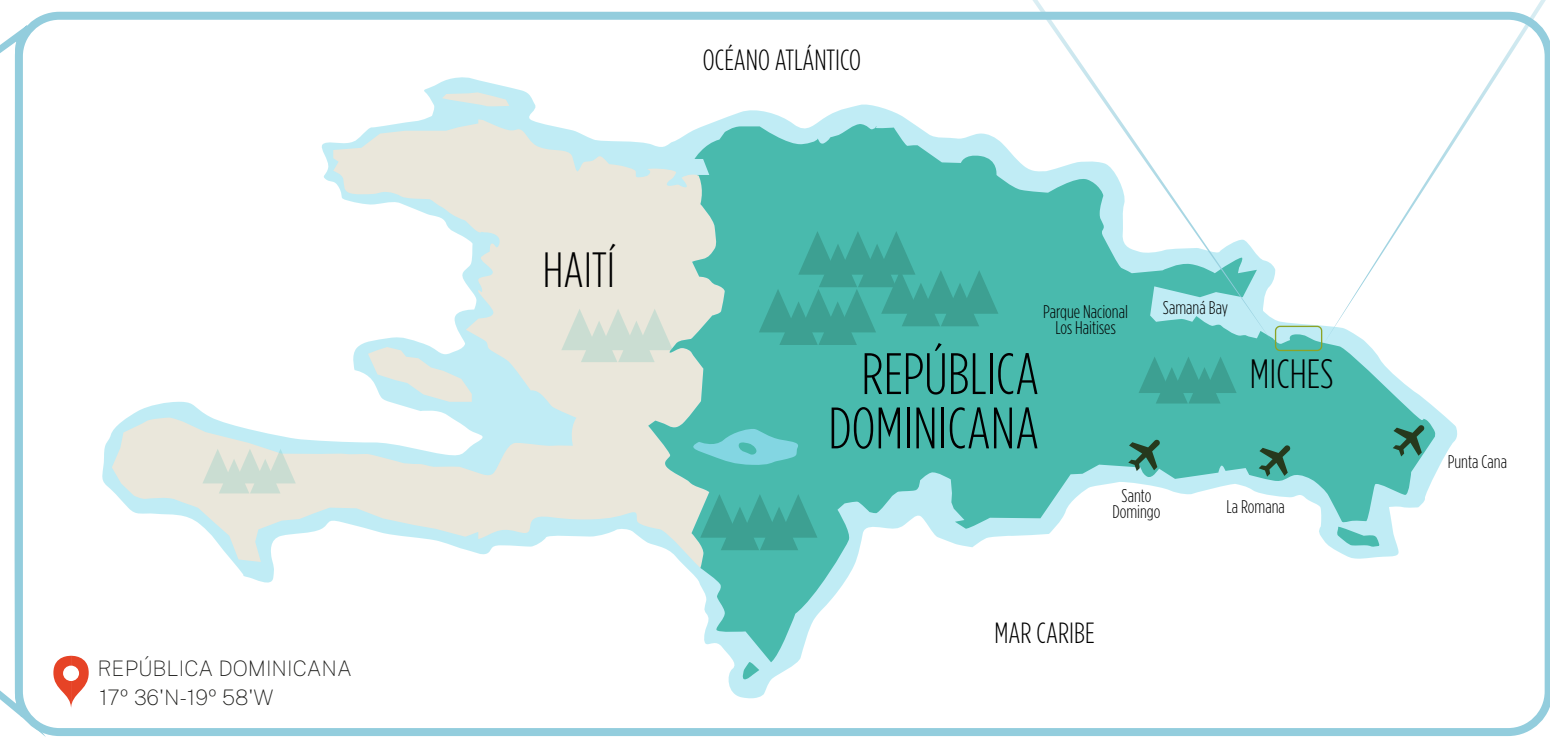 OCÉANO ATLÁNTICO
HAITÍ
Parque Nacional
Los Haitises
Samaná Bay
REPÚBLICA
DOMINICANA
MICHES
Punta Cana
Santo
Domingo
La Romana
MAR CARIBE
REPÚBLICA DOMINICANA
17º 36'N-19º 58'W